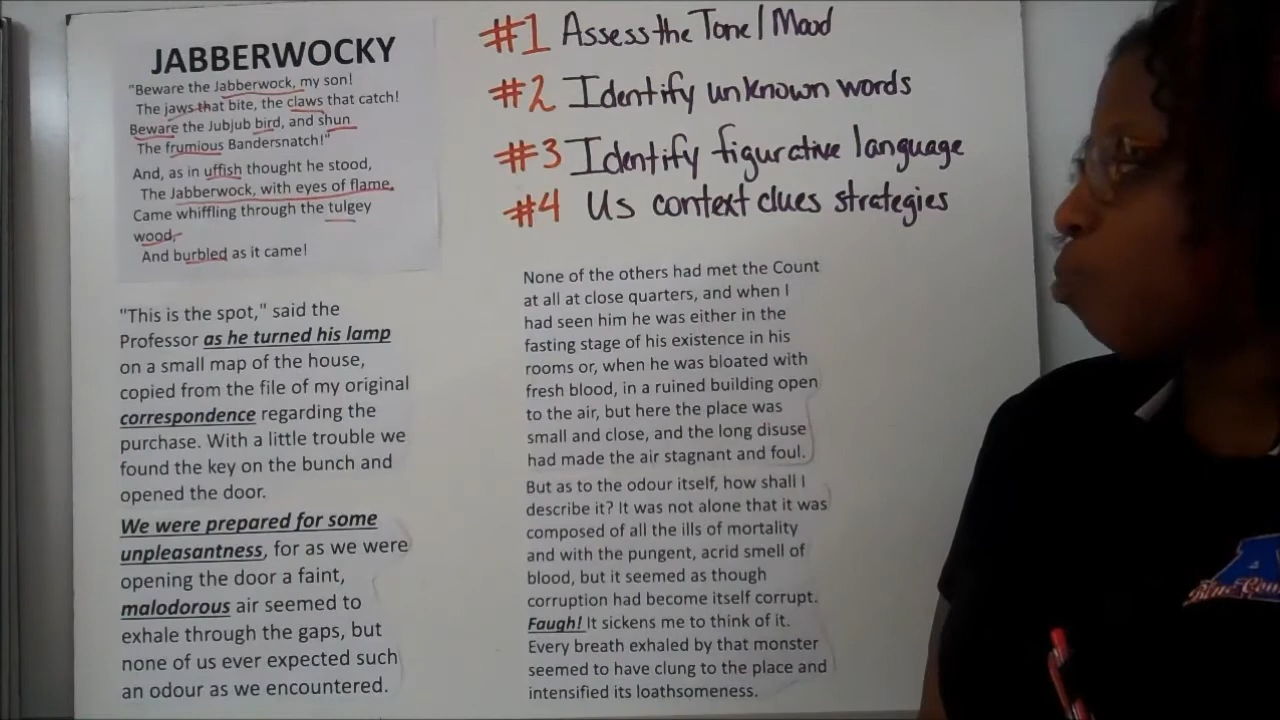 JABBERWOCKY
"Beware the Jabberwock, my son!
The jaws that bite, the claws that catch!
Beware the Jubjub bird, and shun
The frumious Bandersnatch!"
And, as in uffish thought he stood,
The Jabberwock, with eyes of flame,
Came whiffling through the tulgey
wood,
And burbled as it came!
"This is the spot," said the
Professor as he turned his lamp
on a small map of the house,
copied from the file of my original
correspondence regarding the
purchase. With a little trouble we
found the key on the bunch and
opened the door.
We were prepared for some
unpleasantness, for as we were
opening the door a faint,
malodorous air seemed to
exhale through the gaps, but
none of us ever expected such
an odour as we encountered.
#1 Assess the Tone/Mood
#2 Identify unknown words
#3 Identify figurative language
#4 Us context clues strategies
None of the others had met the Count
at all at close quarters, and when I
had seen him he was either in the
fasting stage of his existence in his
rooms or, when he was bloated with
fresh blood, in a ruined building open
to the air, but here the place was
small and close, and the long disuse
had made the air stagnant and foul.
But as to the odour itself, how shall I
describe it? It was not alone that it was
composed of all the ills of mortality
and with the pungent, acrid smell of
blood, but it seemed as though
corruption had become itself corrupt.
Faugh! It sickens me to think of it.
Every breath exhaled by that monster
seemed to have clung to the place and
intensified its loathsomeness.